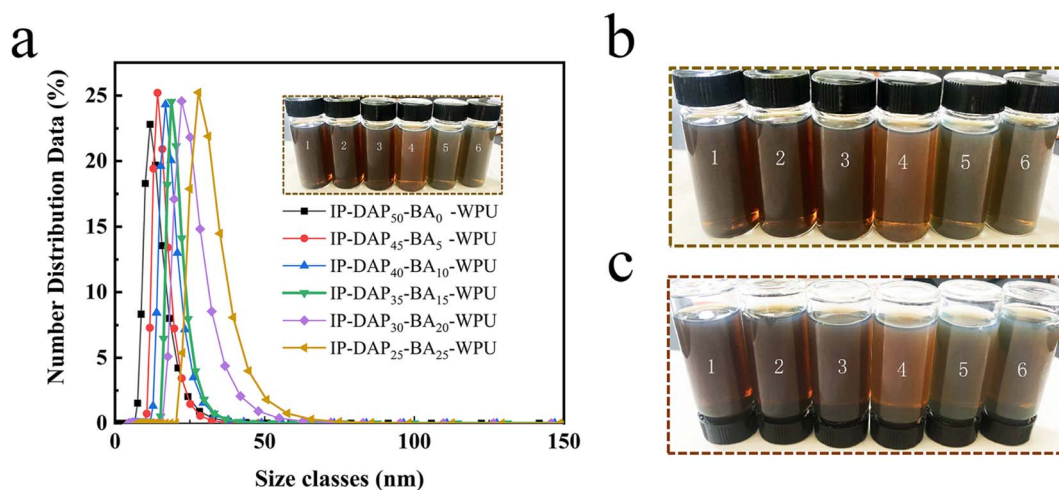 a
Number Distribution Data (%)
25
20
15
10
5
0
0 50 100 150
Size classes (nm)
1 2 3 4 5 6
IP-DAP₅₀-BA₀ -WPU
IP-DAP₄₅-BA₅ -WPU
IP-DAP₄₀-BA₁₀-WPU
IP-DAP₃₅-BA₁₅-WPU
IP-DAP₃₀-BA₂₀-WPU
IP-DAP₂₅-BA₂₅-WPU
b
1 2 3 4 5 6
c
1 2 3 4 5 6